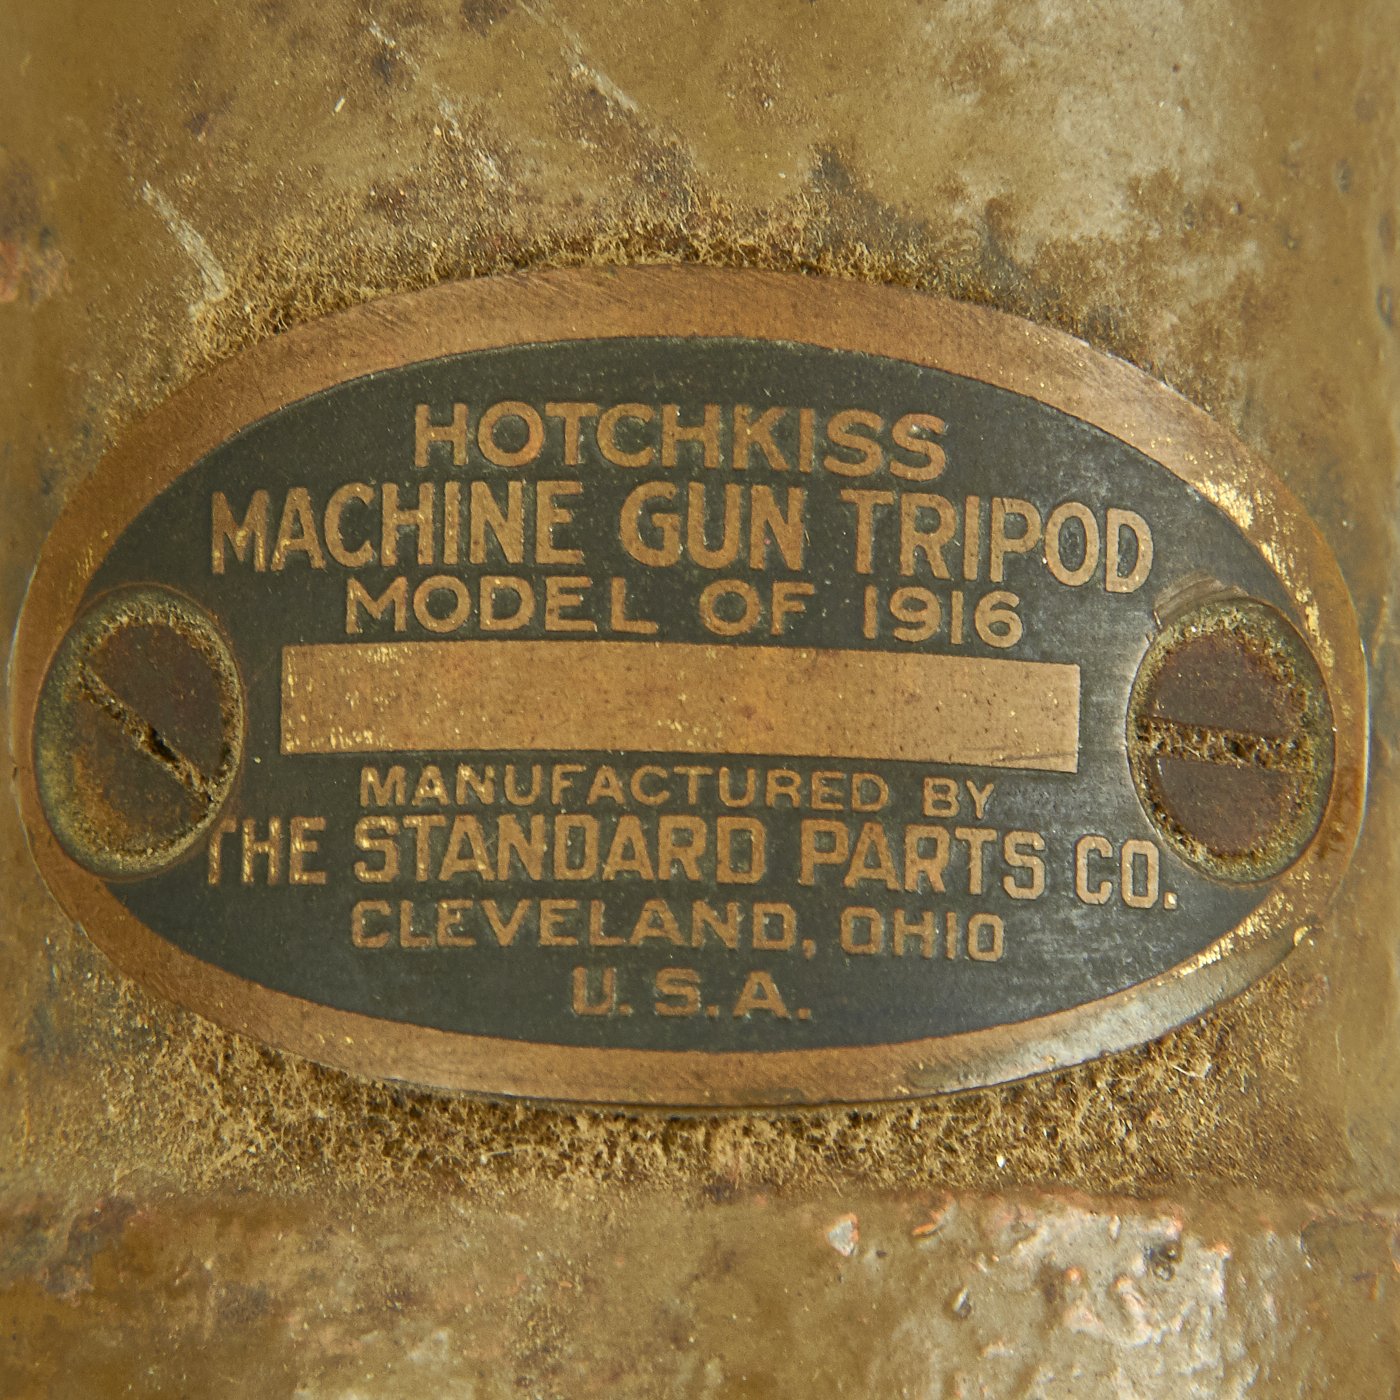 HOTCHKISS
MACHINE GUN TRIPOD
MODEL OF 1916
MANUFACTURED BY
THE STANDARD PARTS CO.
CLEVELAND, OHIO
U.S.A.